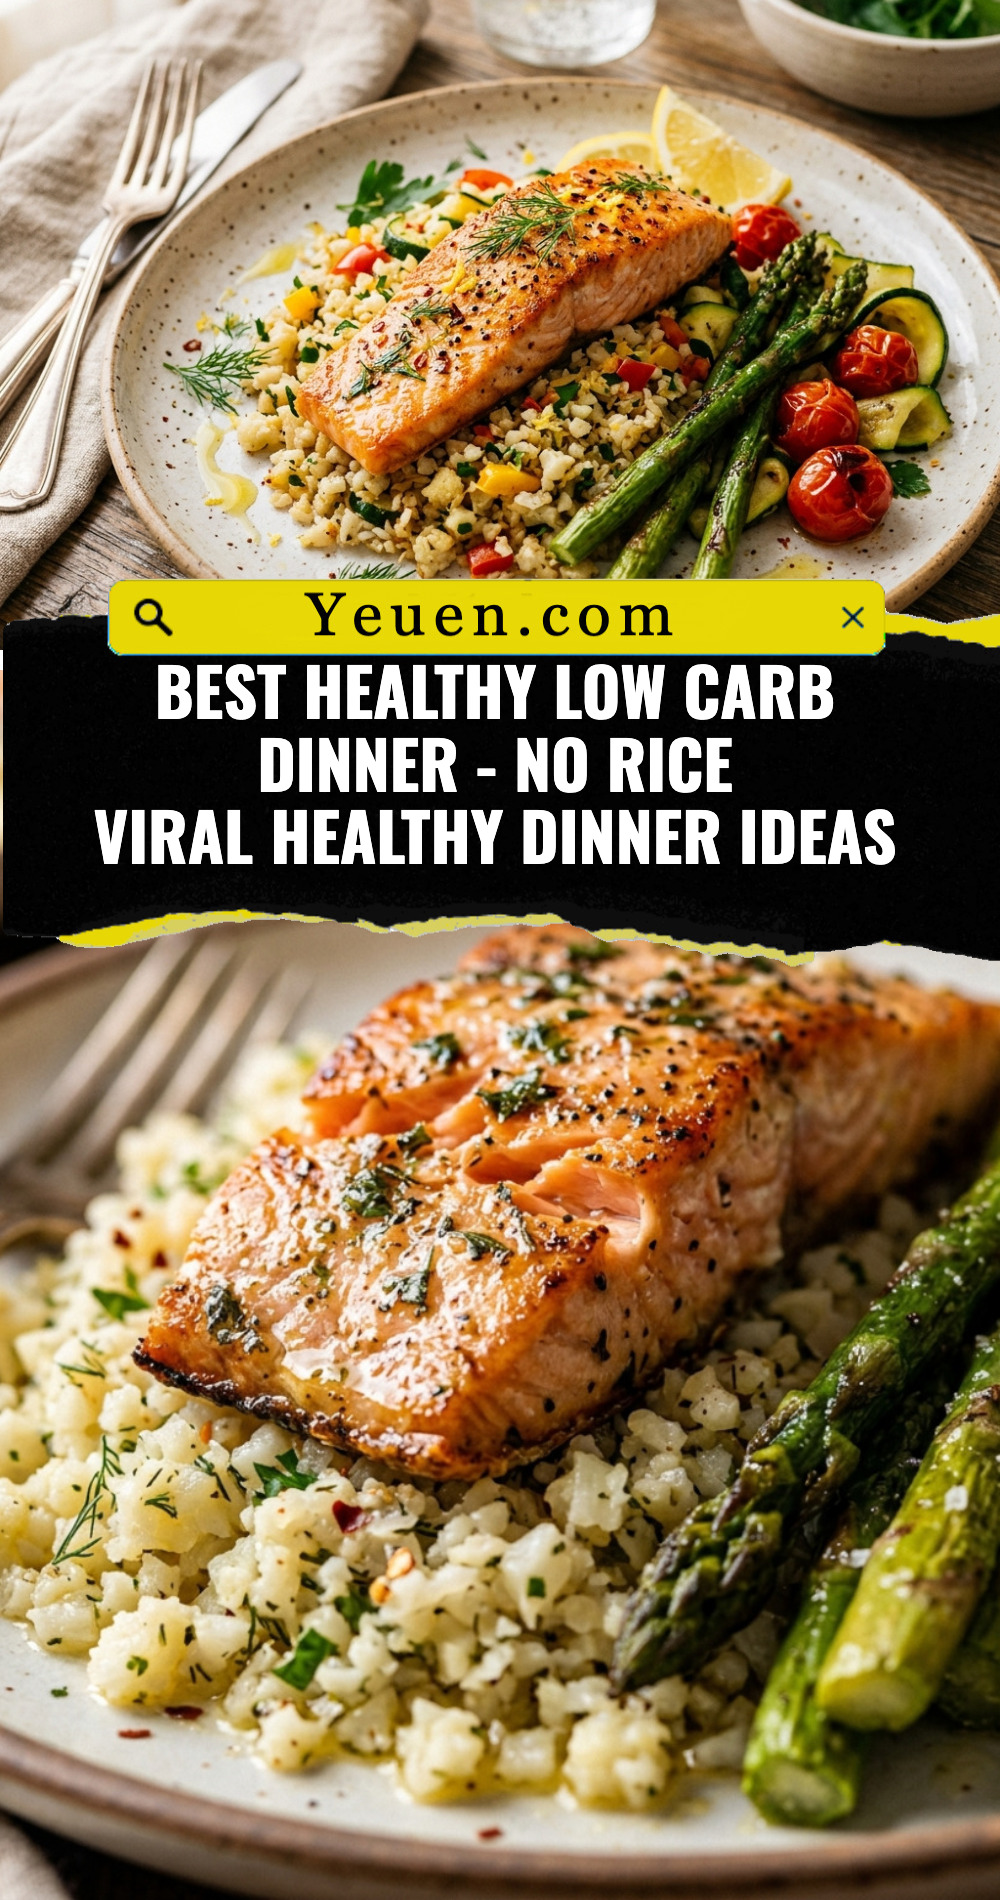 Yeuen.com
BEST HEALTHY LOW CARB
DINNER - NO RICE
VIRAL HEALTHY DINNER IDEAS